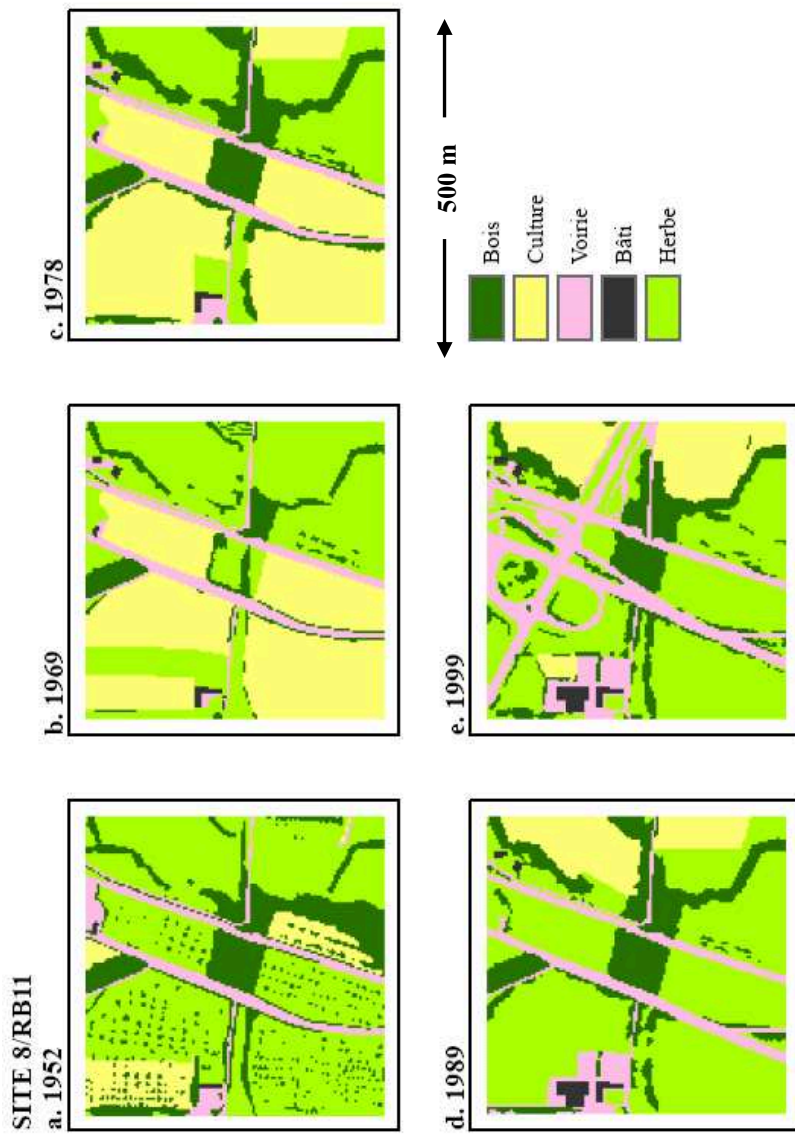 SITE 8/RB11
a. 1952
b. 1969
c. 1978
d. 1989
e. 1999
500 m
Bois
Culture
Voirie
Bâti
Herbe